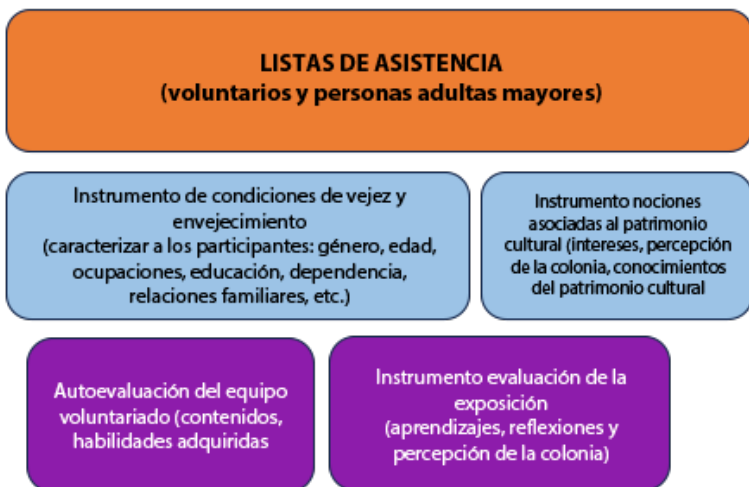 LISTAS DE ASISTENCIA
(voluntarios y personas adultas mayores)
Instrumento de condiciones de vejez y
envejecimiento
(caracterizar a los participantes: género, edad,
ocupaciones, educación, dependencia,
relaciones familiares, etc.)
Instrumento nociones
asociadas al patrimonio
cultural (intereses, percepción
de la colonia, conocimientos
del patrimonio cultural
Autoevaluación del equipo
voluntariado (contenidos,
habilidades adquiridas
Instrumento evaluación de la
exposición
(aprendizajes, reflexiones y
percepción de la colonia)